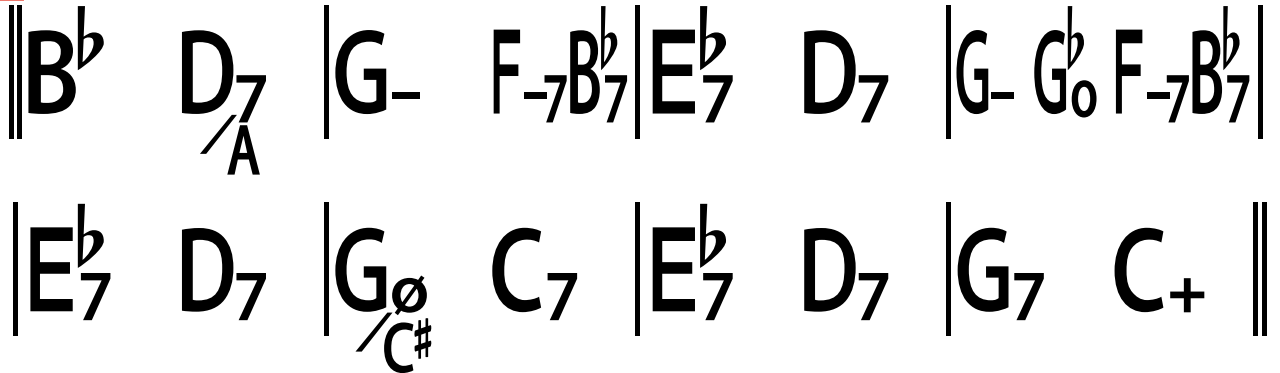 B♭ D7/A G– F–7 B♭7 E♭7 D7 G– G♭o F–7 B♭7
E♭7 D7 Gø/C♯ C7 E♭7 D7 G7 C+